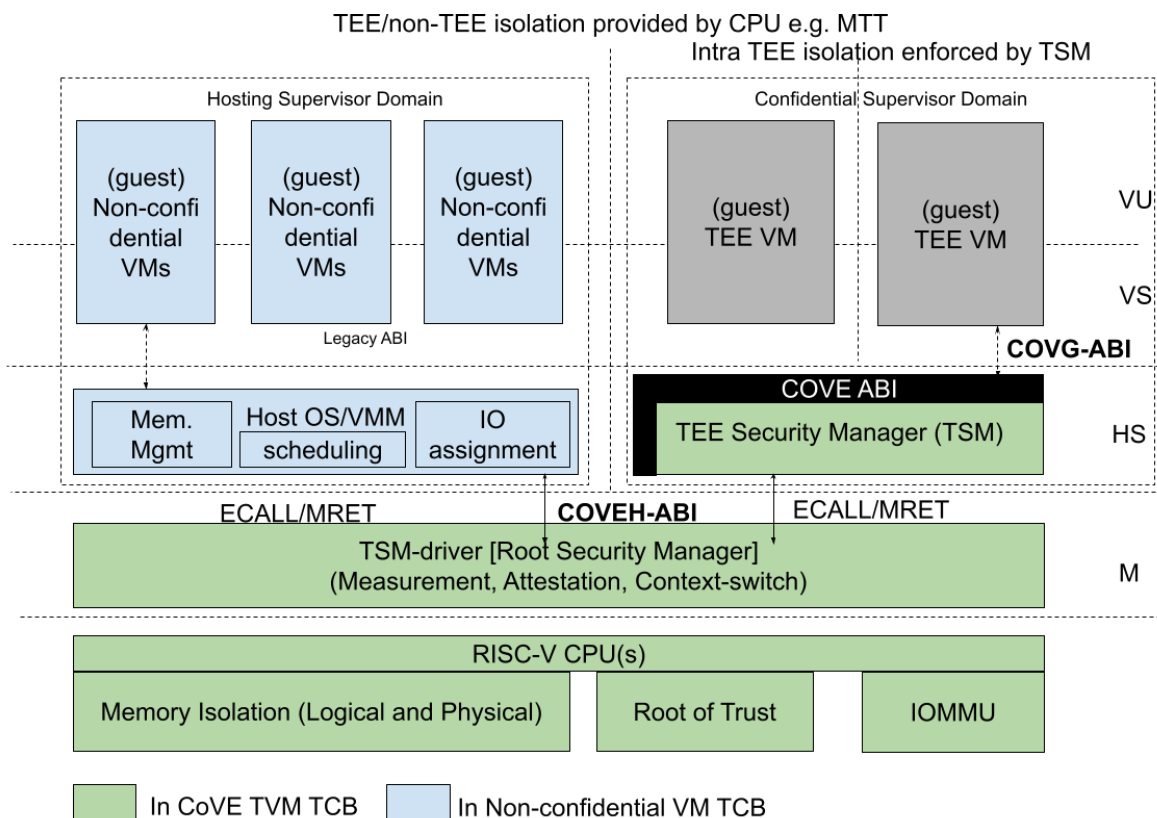 TEE/non-TEE isolation provided by CPU e.g. MTT
Intra TEE isolation enforced by TSM
Hosting Supervisor Domain
Confidential Supervisor Domain
(guest)
Non-confi
dential
VMs
(guest)
Non-confi
dential
VMs
(guest)
Non-confi
dential
VMs
(guest)
TEE VM
(guest)
TEE VM
VU
VS
Legacy ABI
COVG-ABI
Mem.
Mgmt
Host OS/VMM
scheduling
IO
assignment
COVE ABI
TEE Security Manager (TSM)
HS
ECALL/MRET
COVEH-ABI
ECALL/MRET
TSM-driver [Root Security Manager]
(Measurement, Attestation, Context-switch)
M
RISC-V CPU(s)
Memory Isolation (Logical and Physical)
Root of Trust
IOMMU
In CoVE TVM TCB
In Non-confidential VM TCB